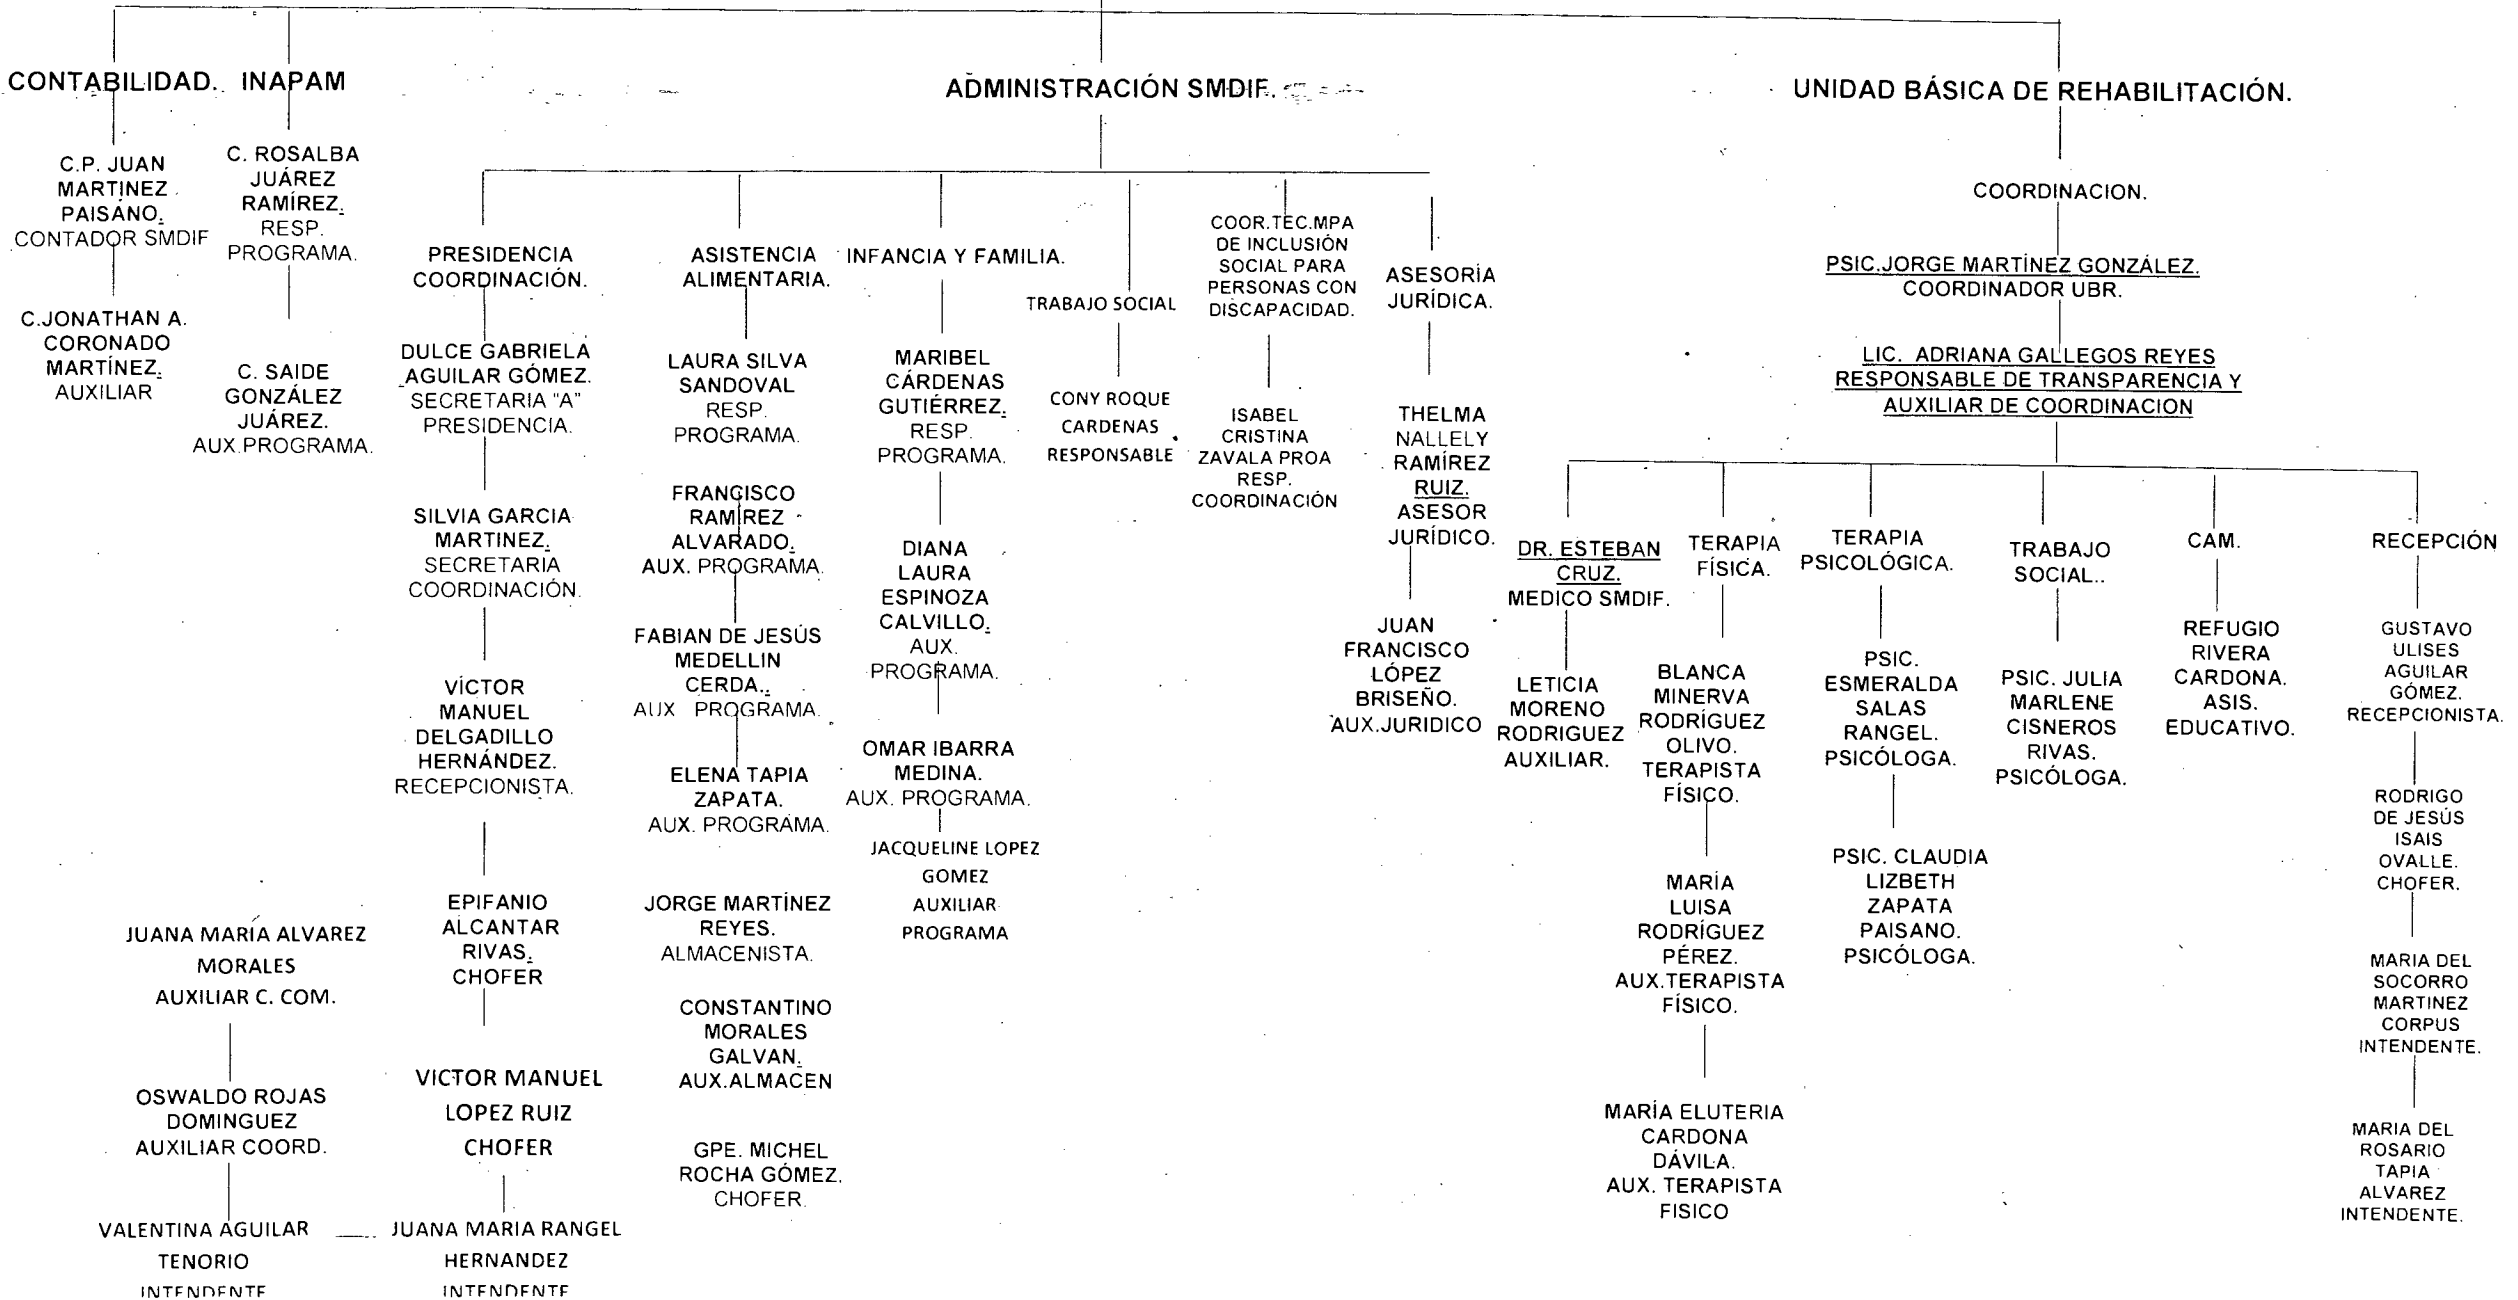 CONTABILIDAD.
INAPAM
ADMINISTRACIÓN SMDIF.
UNIDAD BÁSICA DE REHABILITACIÓN.
C.P. JUAN
MARTINEZ
PAISANO.
CONTADOR SMDIF
C.JONATHAN A.
CORONADO
MARTÍNEZ.
AUXILIAR
C. ROSALBA
JUÁREZ
RAMÍREZ.
RESP.
PROGRAMA.
C. SAIDE
GONZÁLEZ
JUÁREZ.
AUX.PROGRAMA.
PRESIDENCIA
COORDINACIÓN.
DULCE GABRIELA
AGUILAR GÓMEZ.
SECRETARIA "A"
PRESIDENCIA.
SILVIA GARCIA
MARTINEZ.
SECRETARIA
COORDINACIÓN.
VÍCTOR
MANUEL
DELGADILLO
HERNÁNDEZ.
RECEPCIONISTA.
EPIFANIO
ALCANTAR
RIVAS.
CHOFER
VICTOR MANUEL
LOPEZ RUIZ
CHOFER
JUANA MARIA RANGEL
HERNANDEZ
INTENDENTE
JUANA MARÍA ALVAREZ
MORALES
AUXILIAR C. COM.
OSWALDO ROJAS
DOMINGUEZ
AUXILIAR COORD.
VALENTINA AGUILAR
TENORIO
INTENDENTE
ASISTENCIA
ALIMENTARIA.
LAURA SILVA
SANDOVAL
RESP.
PROGRAMA.
FRANCISCO
RAMÍREZ
ALVARADO.
AUX. PROGRAMA.
FABIAN DE JESÚS
MEDELLIN
CERDA..
AUX PROGRAMA.
ELENA TAPIA
ZAPATA.
AUX. PROGRAMA.
JORGE MARTÍNEZ
REYES.
ALMACENISTA.
CONSTANTINO
MORALES
GALVAN.
AUX.ALMACEN
GPE. MICHEL
ROCHA GÓMEZ.
CHOFER.
INFANCIA Y FAMILIA.
MARIBEL
CÁRDENAS
GUTIÉRREZ.
RESP.
PROGRAMA.
DIANA
LAURA
ESPINOZA
CALVILLO.
AUX.
PROGRAMA.
OMAR IBARRA
MEDINA.
AUX. PROGRAMA.
JACQUELINE LOPEZ
GOMEZ
AUXILIAR
PROGRAMA
TRABAJO SOCIAL
CONY ROQUE
CARDENAS
RESPONSABLE
COOR.TEC.MPA
DE INCLUSIÓN
SOCIAL PARA
PERSONAS CON
DISCAPACIDAD.
ISABEL
CRISTINA
ZAVALA PROA
RESP.
COORDINACIÓN
ASESORÍA
JURÍDICA.
THELMA
NALLELY
RAMÍREZ
RUIZ.
ASESOR
JURÍDICO.
JUAN
FRANCISCO
LÓPEZ
BRISEÑO.
AUX.JURIDICO
COORDINACION.
PSIC.JORGE MARTÍNEZ GONZÁLEZ.
COORDINADOR UBR.
LIC. ADRIANA GALLEGOS REYES
RESPONSABLE DE TRANSPARENCIA Y
AUXILIAR DE COORDINACION
DR. ESTEBAN
CRUZ.
MEDICO SMDIF.
LETICIA
MORENO
RODRIGUEZ
AUXILIAR.
TERAPIA
FÍSICA.
BLANCA
MINERVA
RODRÍGUEZ
OLIVO.
TERAPISTA
FÍSICO.
MARÍA
LUISA
RODRÍGUEZ
PÉREZ.
AUX.TERAPISTA
FÍSICO.
MARÍA ELUTERIA
CARDONA
DÁVILA.
AUX. TERAPISTA
FISICO
TERAPIA
PSICOLÓGICA.
PSIC.
ESMERALDA
SALAS
RANGEL.
PSICÓLOGA.
PSIC. CLAUDIA
LIZBETH
ZAPATA
PAISANO.
PSICÓLOGA.
TRABAJO
SOCIAL..
PSIC. JULIA
MARLENE
CISNEROS
RIVAS.
PSICÓLOGA.
CAM.
REFUGIO
RIVERA
CARDONA.
ASIS.
EDUCATIVO.
RECEPCIÓN
GUSTAVO
ULISES
AGUILAR
GÓMEZ.
RECEPCIONISTA.
RODRIGO
DE JESÚS
ISAIS
OVALLE.
CHOFER.
MARIA DEL
SOCORRO
MARTINEZ
CORPUS
INTENDENTE.
MARIA DEL
ROSARIO
TAPIA
ALVAREZ
INTENDENTE.